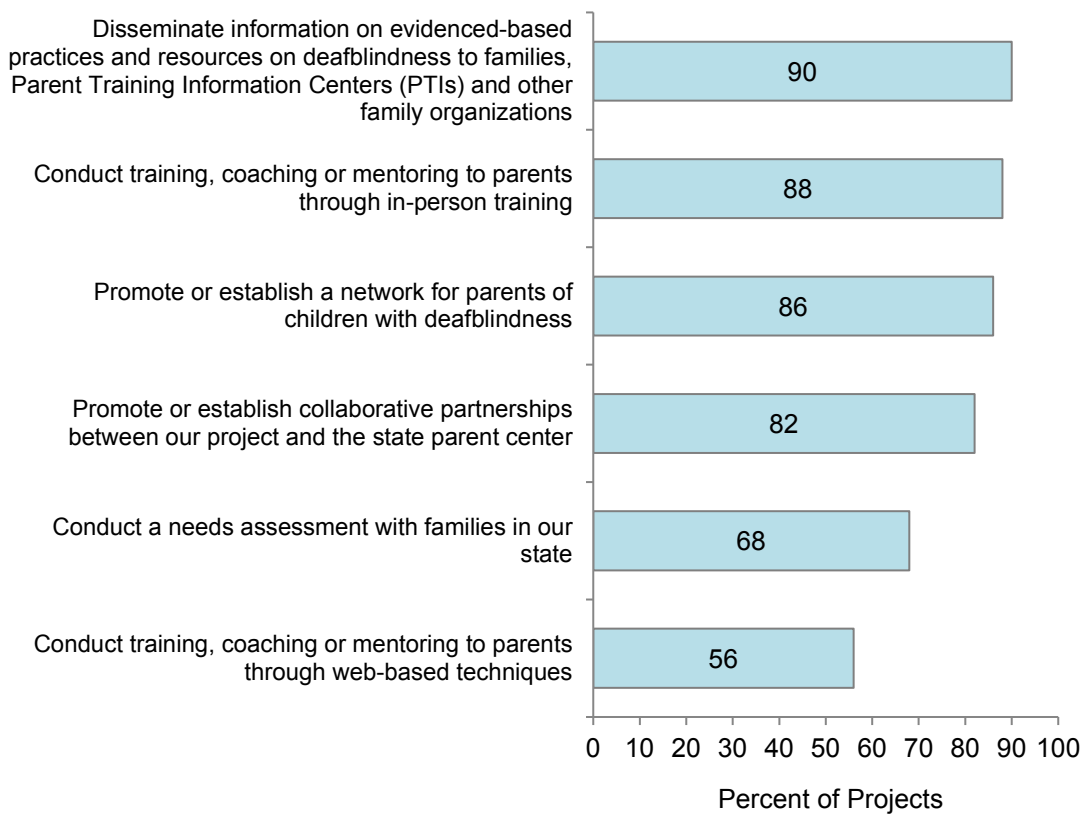 Disseminate information on evidenced-based
practices and resources on deafblindness to families,
Parent Training Information Centers (PTIs) and other
family organizations
90
Conduct training, coaching or mentoring to parents
through in-person training
88
Promote or establish a network for parents of
children with deafblindness
86
Promote or establish collaborative partnerships
between our project and the state parent center
82
Conduct a needs assessment with families in our
state
68
Conduct training, coaching or mentoring to parents
through web-based techniques
56
0 10 20 30 40 50 60 70 80 90 100
Percent of Projects